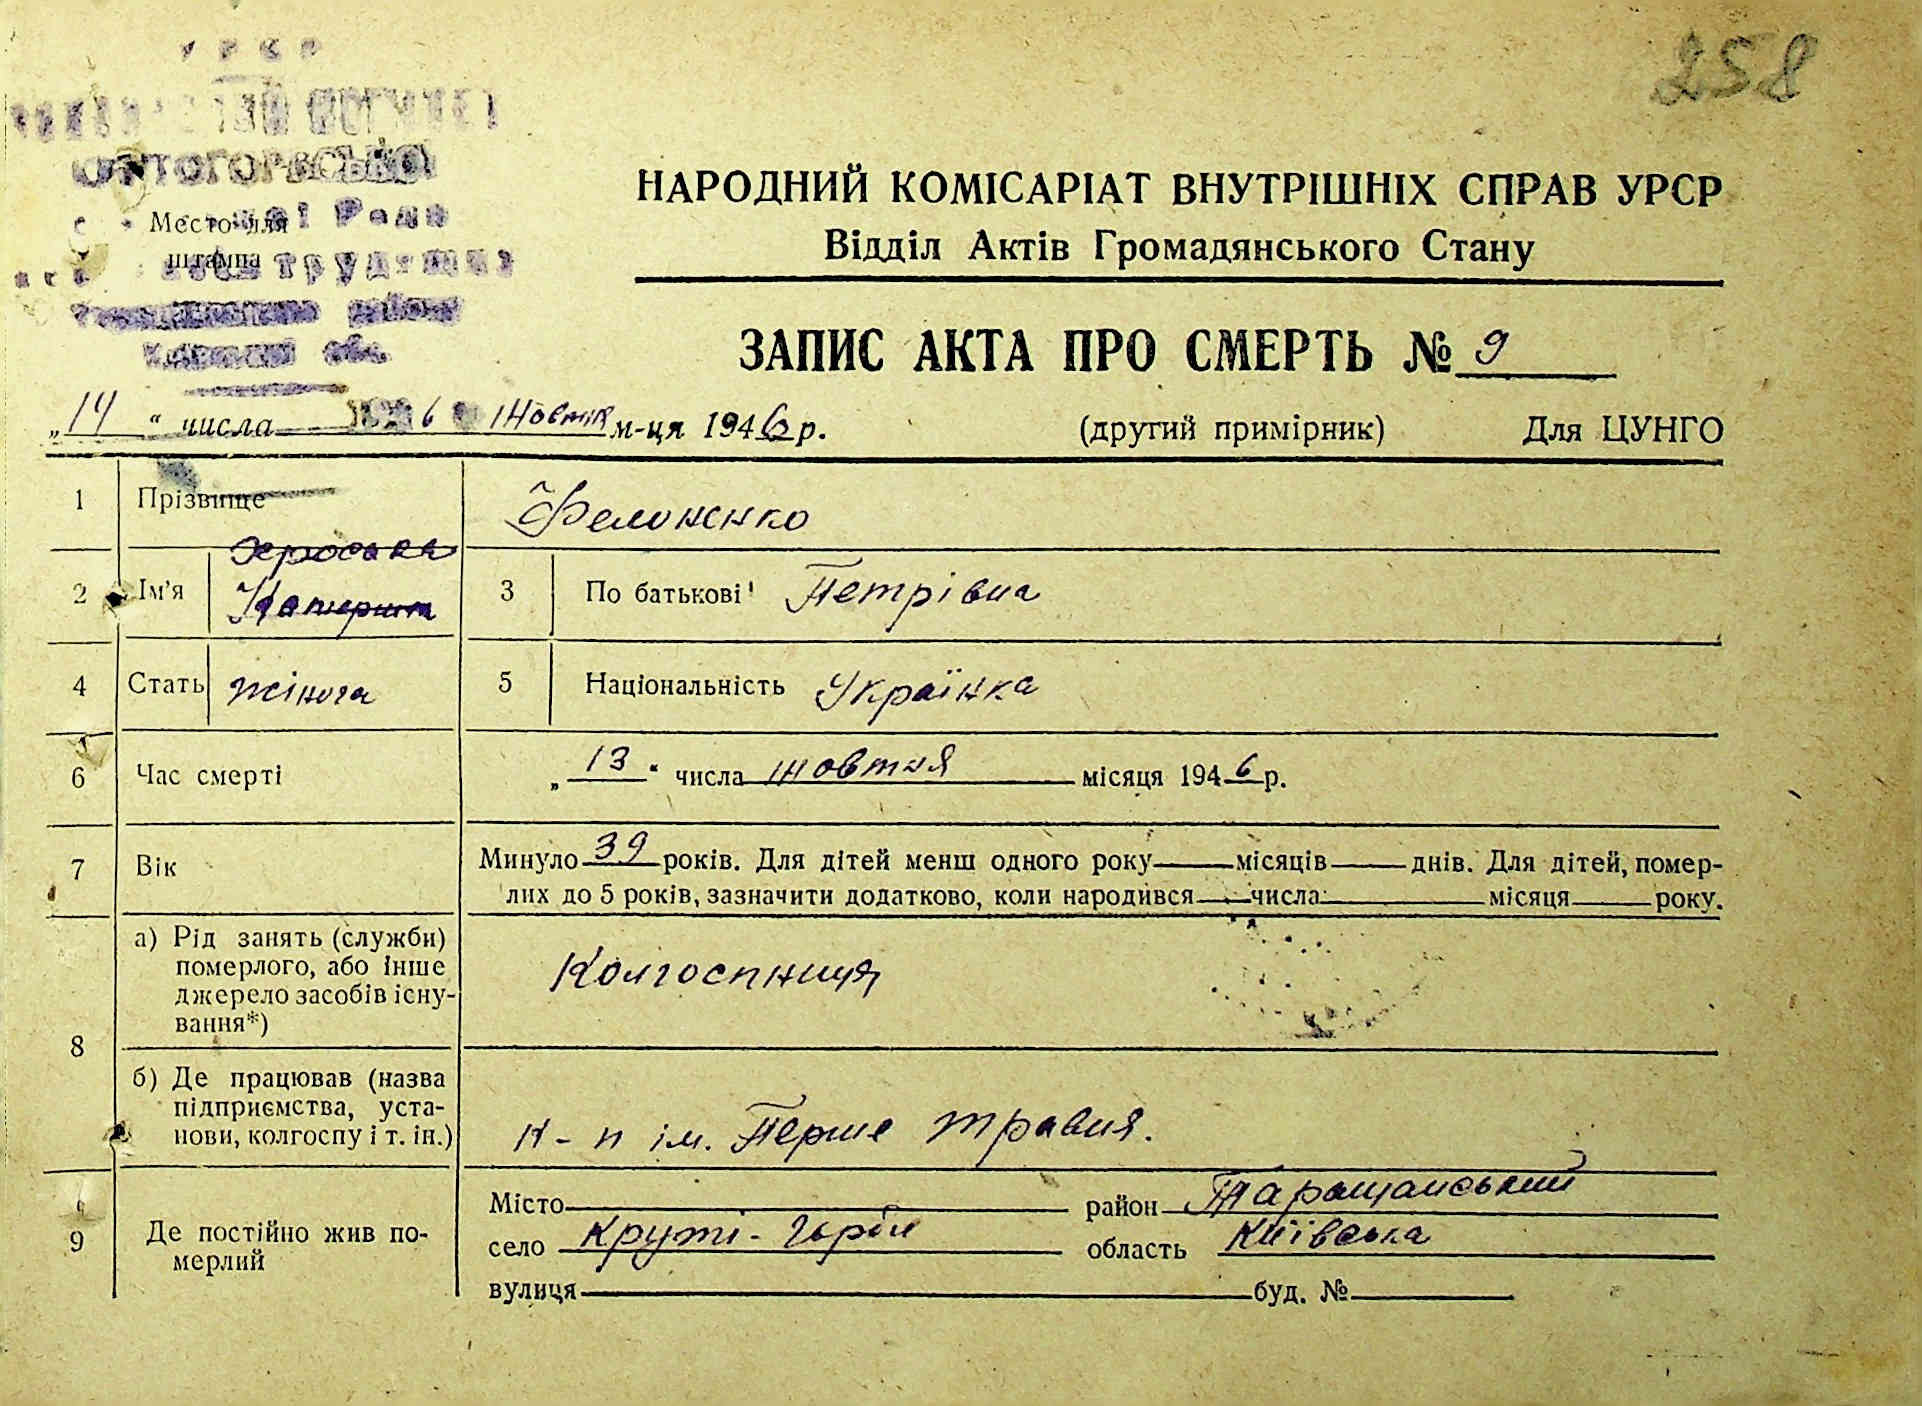 258
Место для
штампа
НАРОДНИЙ КОМІСАРІАТ ВНУТРІШНІХ СПРАВ УРСР
Відділ Актів Громадянського Стану
ЗАПИС АКТА ПРО СМЕРТЬ № 9
„14“ числа жовтня м-ця 1946 р. (другий примірник) Для ЦУНГО
1 Прізвище
2 Ім'я Катерина 3 По батькові Петрівна
4 Стать жіноча 5 Національність Українка
6 Час смерті „13“ числа жовтня місяця 1946 р.
7 Вік Минуло 39 років. Для дітей менш одного року місяців днів. Для дітей, помер-
лих до 5 років, зазначити додатково, коли народився числа місяця року.
8 а) Рід занять (служби)
померлого, або інше
джерело засобів існу-
вання*) Колгоспниця
б) Де працював (назва
підприємства, уста-
нови, колгоспу і т. ін.) к-п ім. Перше травня.
9 Де постійно жив по-
мерлий
Місто район Таращанський
село Круті-Горби область Київська
вулиця буд. №